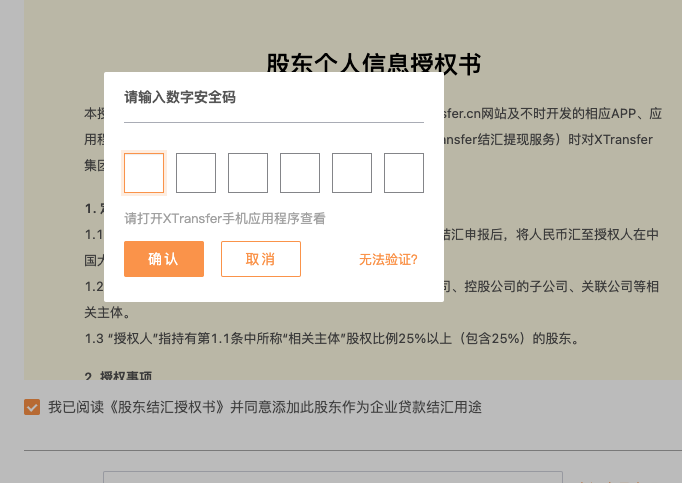 股东个人信息授权书
请输入数字安全码
本授 sfer.cn网站及不时开发的相应APP、应
用程 ansfer结汇提现服务）时对XTransfer
集团
请打开XTransfer手机应用程序查看
确认 取消 无法验证?
1.
1.1 结汇申报后，将人民币汇至授权人在中
国大
1.2 司、控股公司的子公司、关联公司等相
关主体。
1.3 “授权人”指持有第1.1条中所称“相关主体”股权比例25%以上（包含25%）的股东。
2. 授权事项
我已阅读《股东结汇授权书》并同意添加此股东作为企业贷款结汇用途